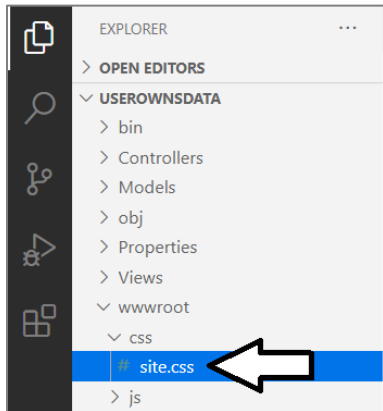 EXPLORER ...
OPEN EDITORS
USEROWNSDATA
bin
Controllers
Models
obj
Properties
Views
wwwroot
css
# site.css
js